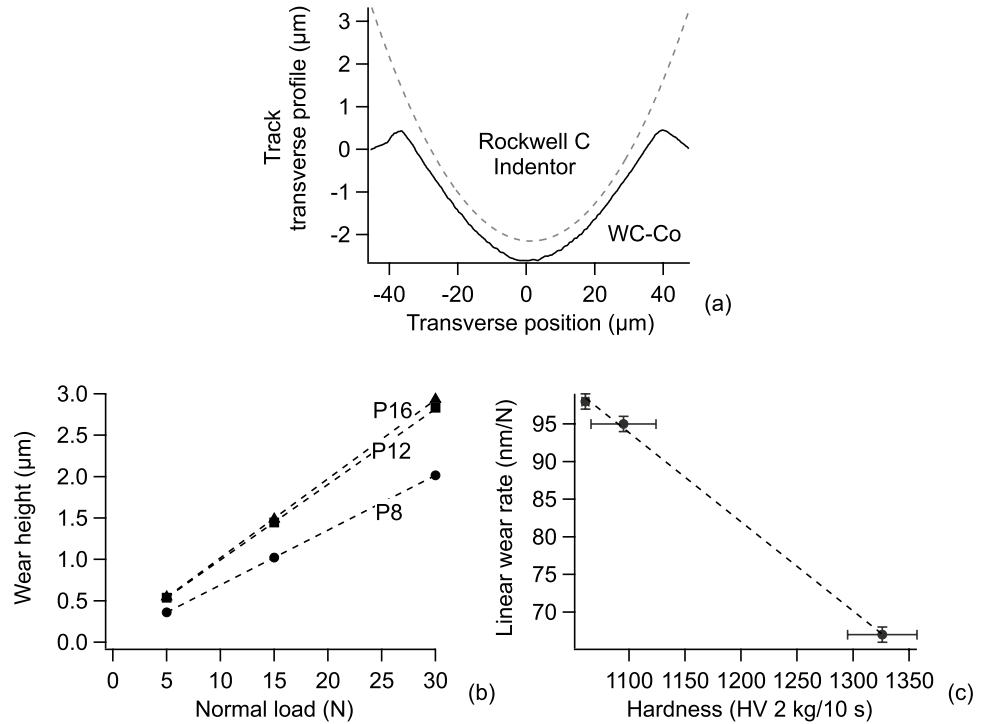 Track
transverse profile (µm)
3
2
1
0
-1
-2
Rockwell C
Indentor
WC-Co
-40 -20 0 20 40
Transverse position (µm)
(a)
Wear height (µm)
3.0
2.5
2.0
1.5
1.0
0.5
0.0
P16
P12
P8
0 5 10 15 20 25 30
Normal load (N)
(b)
Linear wear rate (nm/N)
95
90
85
80
75
70
1100 1150 1200 1250 1300 1350
Hardness (HV 2 kg/10 s)
(c)